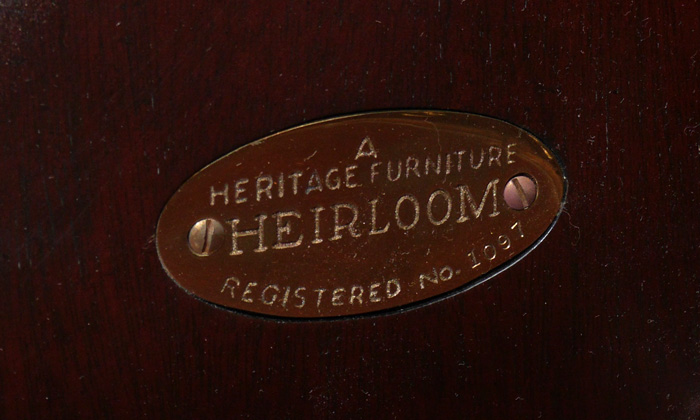 A
HERITAGE FURNITURE
HEIRLOOM
REGISTERED No. 1097